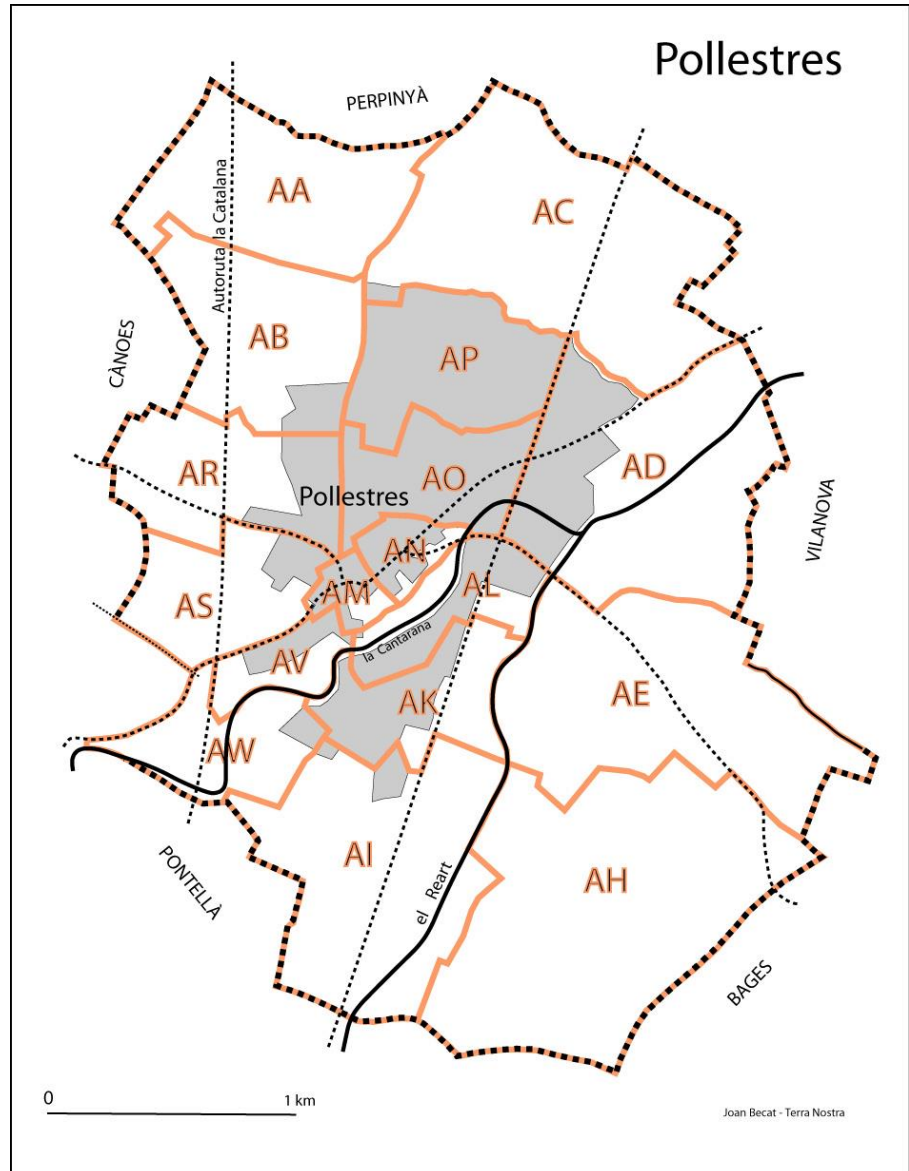 Pollestres
PERPINYÀ
AA
AC
Autoruta la Catalana
CÀNOES
AB
AP
AR
AO
AD
Pollestres
VILANOVA
AN
AM
AL
AS
la Cantarana
AV
AK
AE
AW
AI
AH
PONTELLÀ
el Reart
BAGES
0
1 km
Joan Becat - Terra Nostra